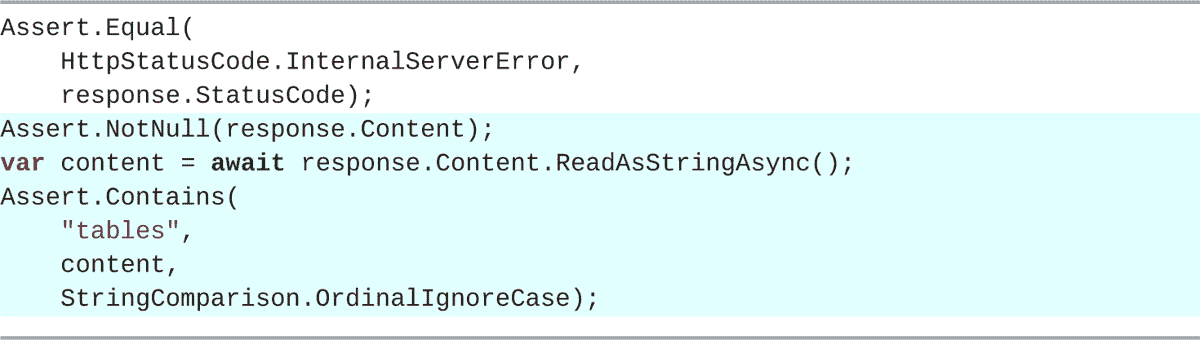 Assert.Equal(
    HttpStatusCode.InternalServerError,
    response.StatusCode);
Assert.NotNull(response.Content);
var content = await response.Content.ReadAsStringAsync();
Assert.Contains(
    "tables",
    content,
    StringComparison.OrdinalIgnoreCase);